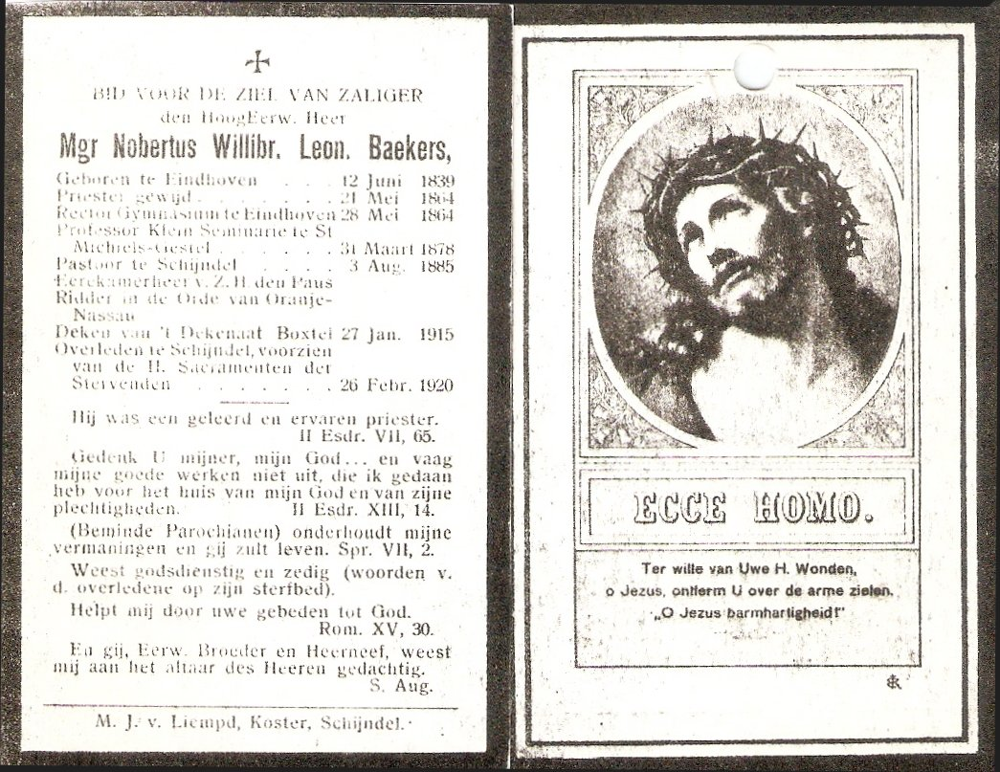 BID VOOR DE ZIEL VAN ZALIGER
den HoogEerw. Heer
Mgr Nobertus Willibr. Leon. Baekers,
Geboren te Eindhoven . . . 12 Juni 1839
Priester gewijd . . . . . . . 21 Mei 1864
Rector Gymnasium te Eindhoven 28 Mei 1864
Professor Klein Seminarie te St
Michiels-Gestel . . . . . . 31 Maart 1878
Pastoor te Schijndel . . . . 3 Aug. 1885
Eerekamerheer v. Z. H. den Paus
Ridder in de Orde van Oranje-
Nassau
Deken van 't Dekenaat Boxtel 27 Jan. 1915
Overleden te Schijndel, voorzien
van de H. Sacramenten der
Stervenden . . . . . . . 26 Febr. 1920
Hij was een geleerd en ervaren priester.
II Esdr. VII, 65.
Gedenk U mijner, mijn God... en vaag
mijne goede werken niet uit, die ik gedaan
heb voor het huis van mijn God en van zijne
plechtigheden. II Esdr. XIII, 14.
(Beminde Parochianen) onderhoudt mijne
vermaningen en gij zult leven. Spr. VII, 2.
Weest godsdienstig en zedig (woorden v.
d. overledene op zijn sterfbed).
Helpt mij door uwe gebeden tot God.
Rom. XV, 30.
En gij, Eerw. Broeder en Heerneef, weest
mij aan het altaar des Heeren gedachtig.
S. Aug.
M. J. v. Liempd, Koster, Schijndel.
ECCE HOMO.
Ter wille van Uwe H. Wonden,
o Jezus, ontferm U over de arme zielen.
„O Jezus barmhartigheid!"